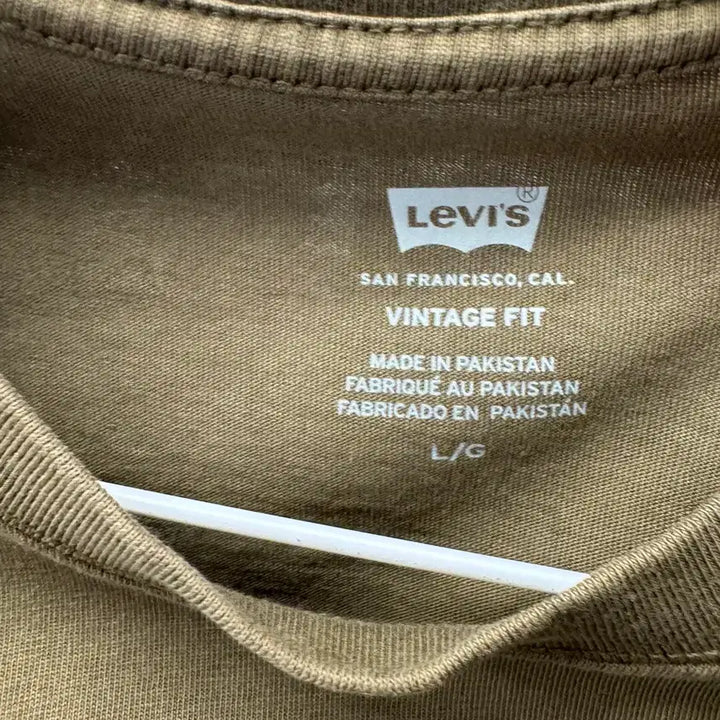 Levi's ®
SAN FRANCISCO, CAL.
VINTAGE FIT
MADE IN PAKISTAN
FABRIQUÉ AU PAKISTAN
FABRICADO EN PAKISTÁN
L/G